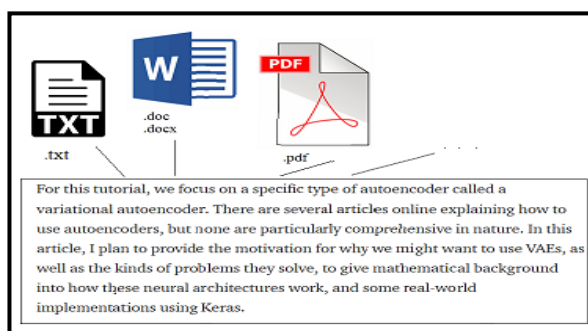 W
PDF
TXT
.doc
.docx
.txt
.pdf
. . .
For this tutorial, we focus on a specific type of autoencoder called a
variational autoencoder. There are several articles online explaining how to
use autoencoders, but none are particularly comprehensive in nature. In this
article, I plan to provide the motivation for why we might want to use VAEs, as
well as the kinds of problems they solve, to give mathematical background
into how these neural architectures work, and some real-world
implementations using Keras.